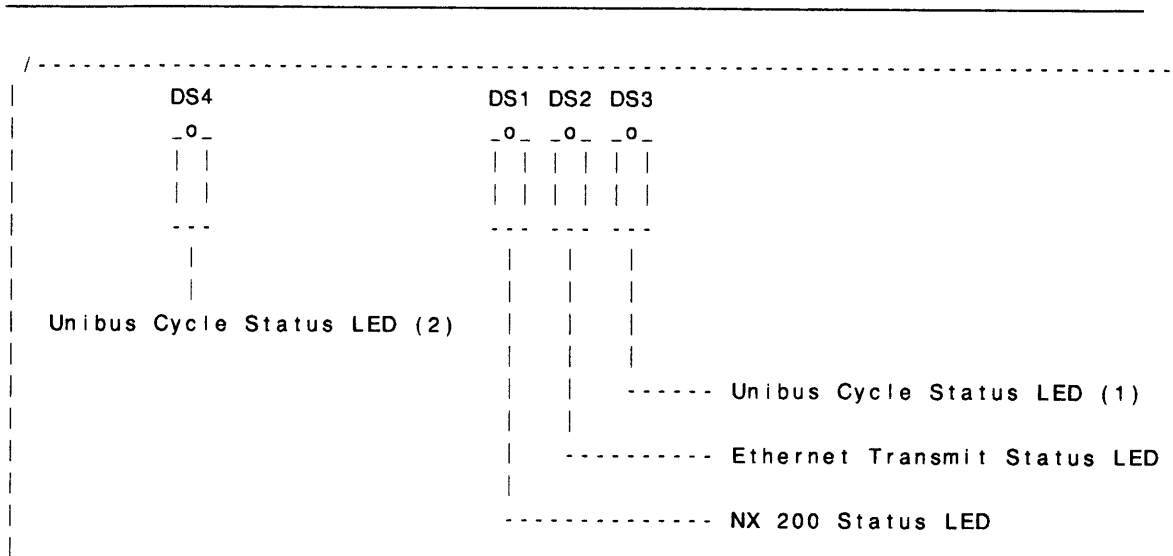 DS4 DS1 DS2 DS3
Unibus Cycle Status LED (2)
Unibus Cycle Status LED (1)
Ethernet Transmit Status LED
NX 200 Status LED